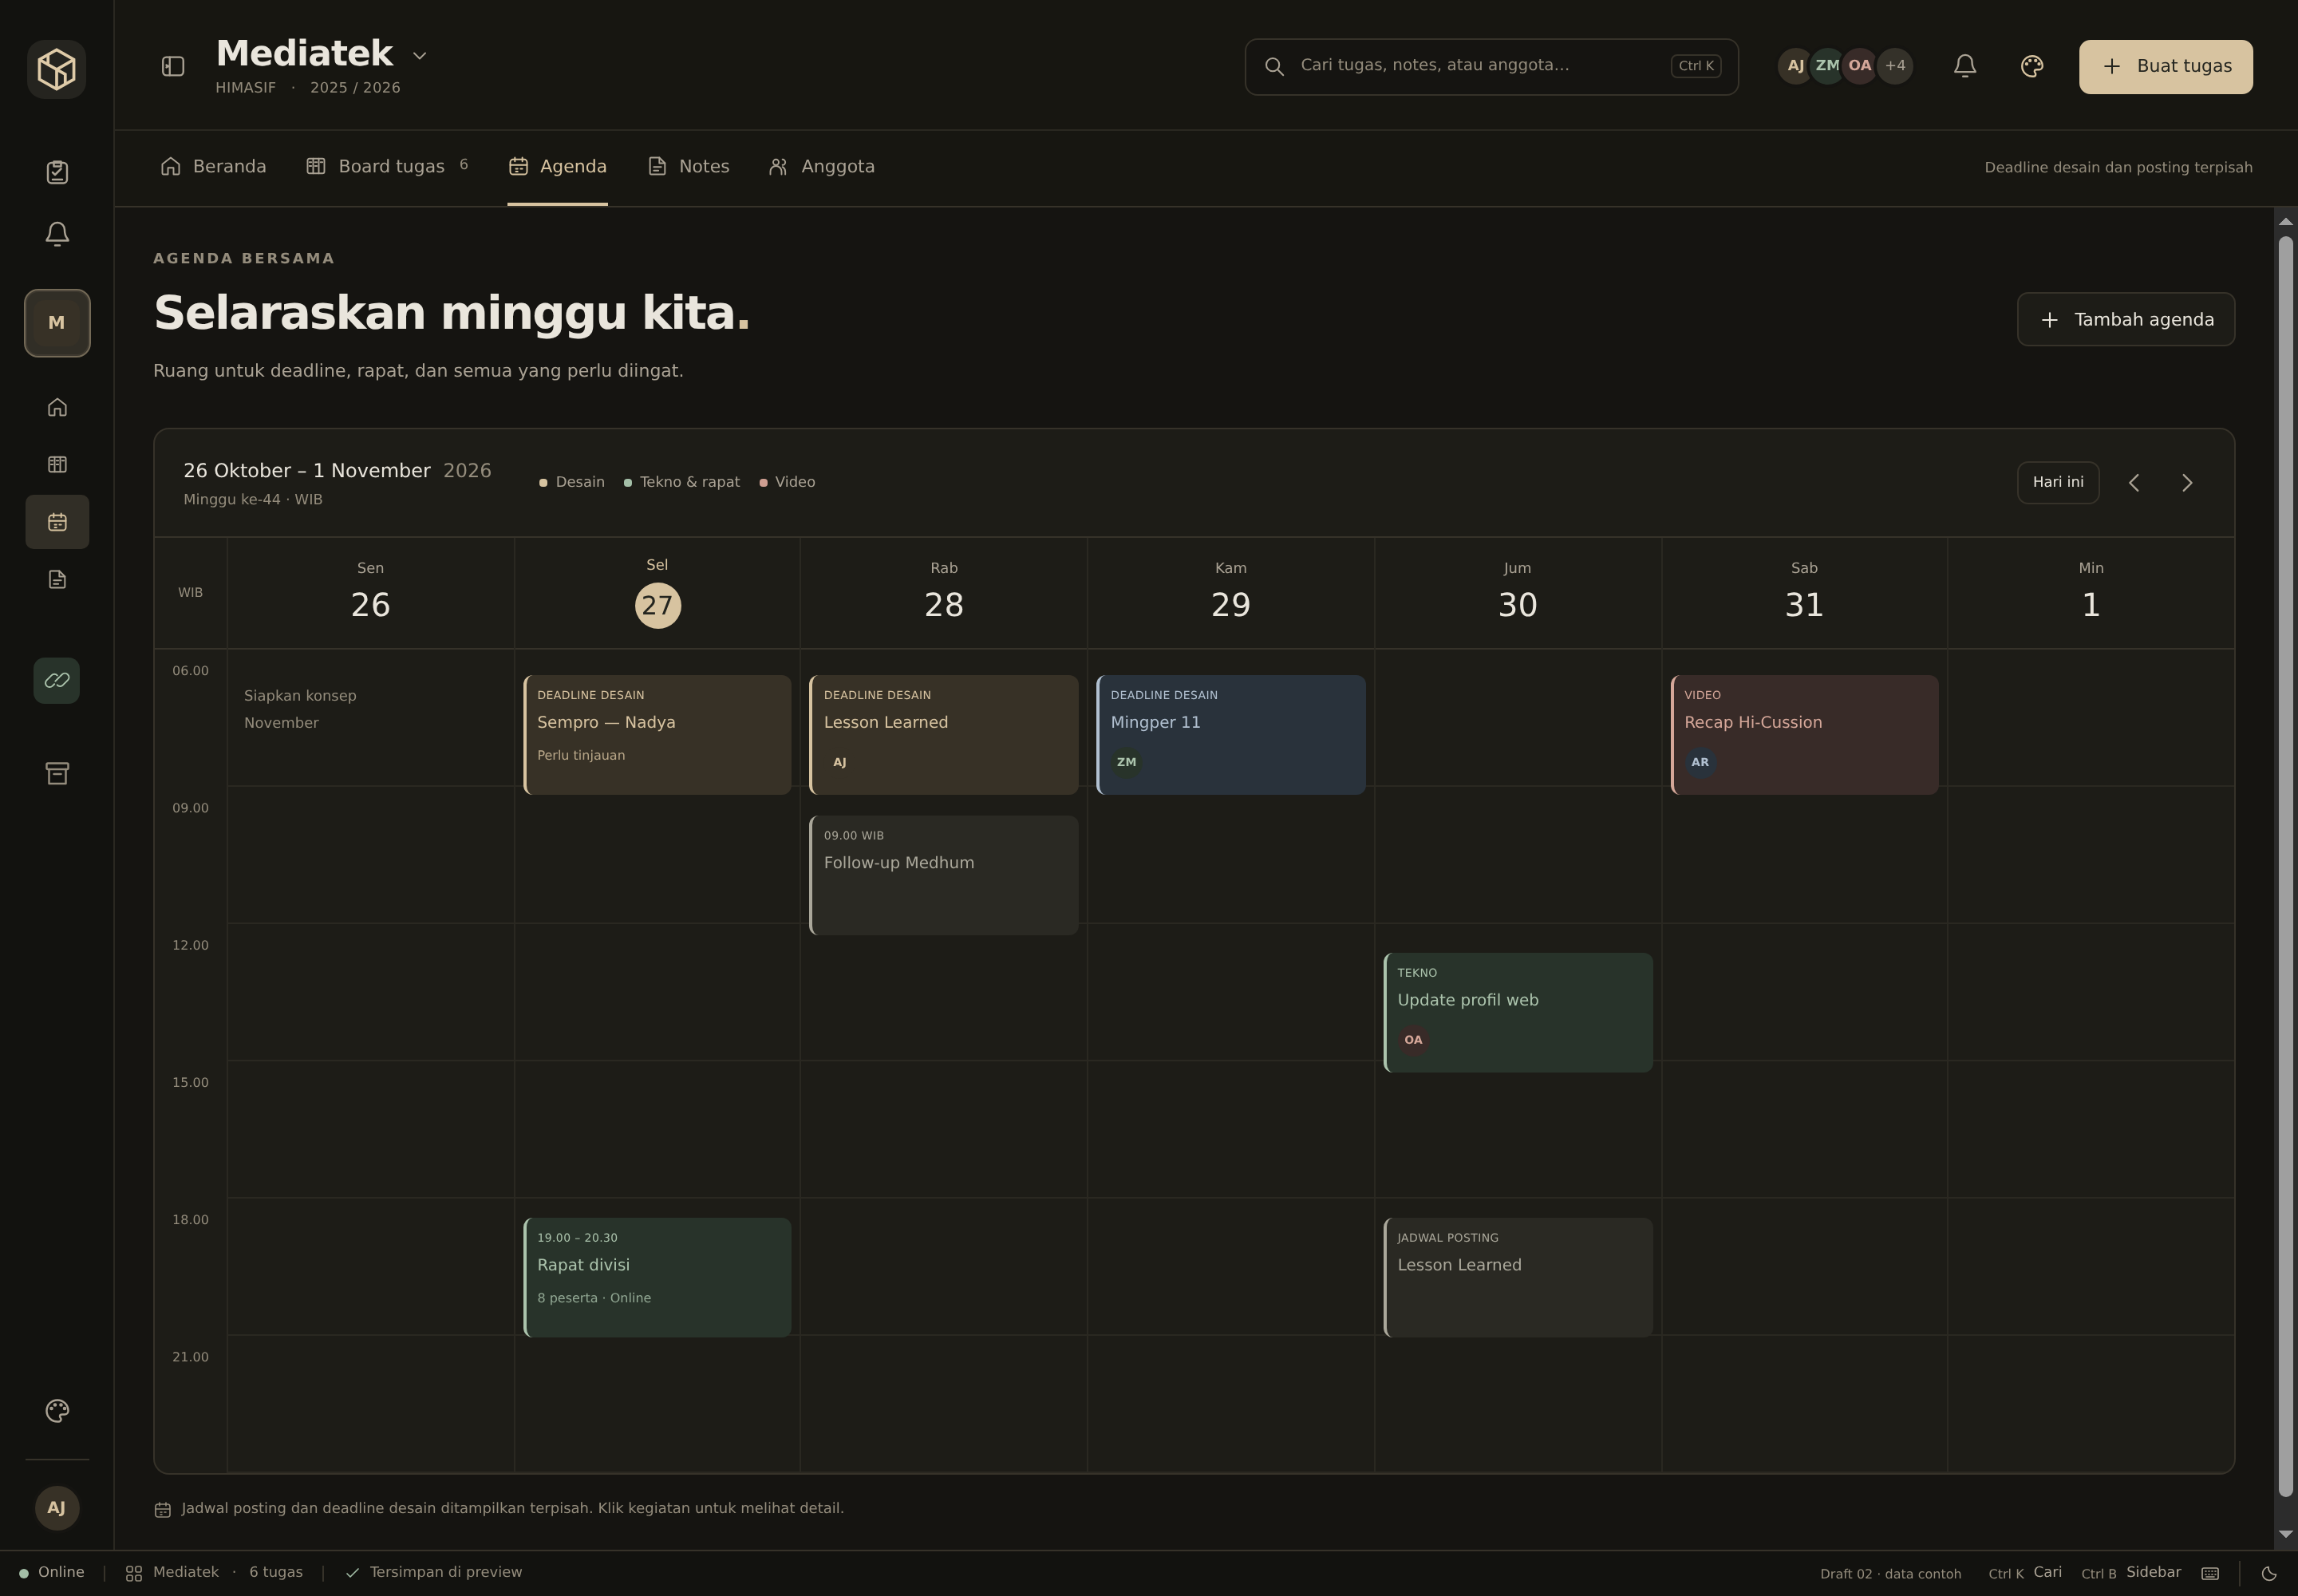 Mediatek
HIMASIF · 2025 / 2026
Cari tugas, notes, atau anggota...
Ctrl K
AJ ZM OA +4
Buat tugas
Beranda
Board tugas 6
Agenda
Notes
Anggota
Deadline desain dan posting terpisah
M
AGENDA BERSAMA
Selaraskan minggu kita.
Ruang untuk deadline, rapat, dan semua yang perlu diingat.
Tambah agenda
26 Oktober – 1 November 2026
Minggu ke-44 · WIB
Desain
Tekno & rapat
Video
Hari ini
WIB
Sen 26
Sel 27
Rab 28
Kam 29
Jum 30
Sab 31
Min 1
06.00
Siapkan konsep
November
DEADLINE DESAIN
Sempro — Nadya
Perlu tinjauan
DEADLINE DESAIN
Lesson Learned
AJ
DEADLINE DESAIN
Mingper 11
ZM
VIDEO
Recap Hi-Cussion
AR
09.00
09.00 WIB
Follow-up Medhum
12.00
TEKNO
Update profil web
OA
15.00
18.00
19.00 – 20.30
Rapat divisi
8 peserta · Online
JADWAL POSTING
Lesson Learned
21.00
Jadwal posting dan deadline desain ditampilkan terpisah. Klik kegiatan untuk melihat detail.
AJ
Online
Mediatek · 6 tugas
Tersimpan di preview
Draft 02 · data contoh
Ctrl K Cari
Ctrl B Sidebar